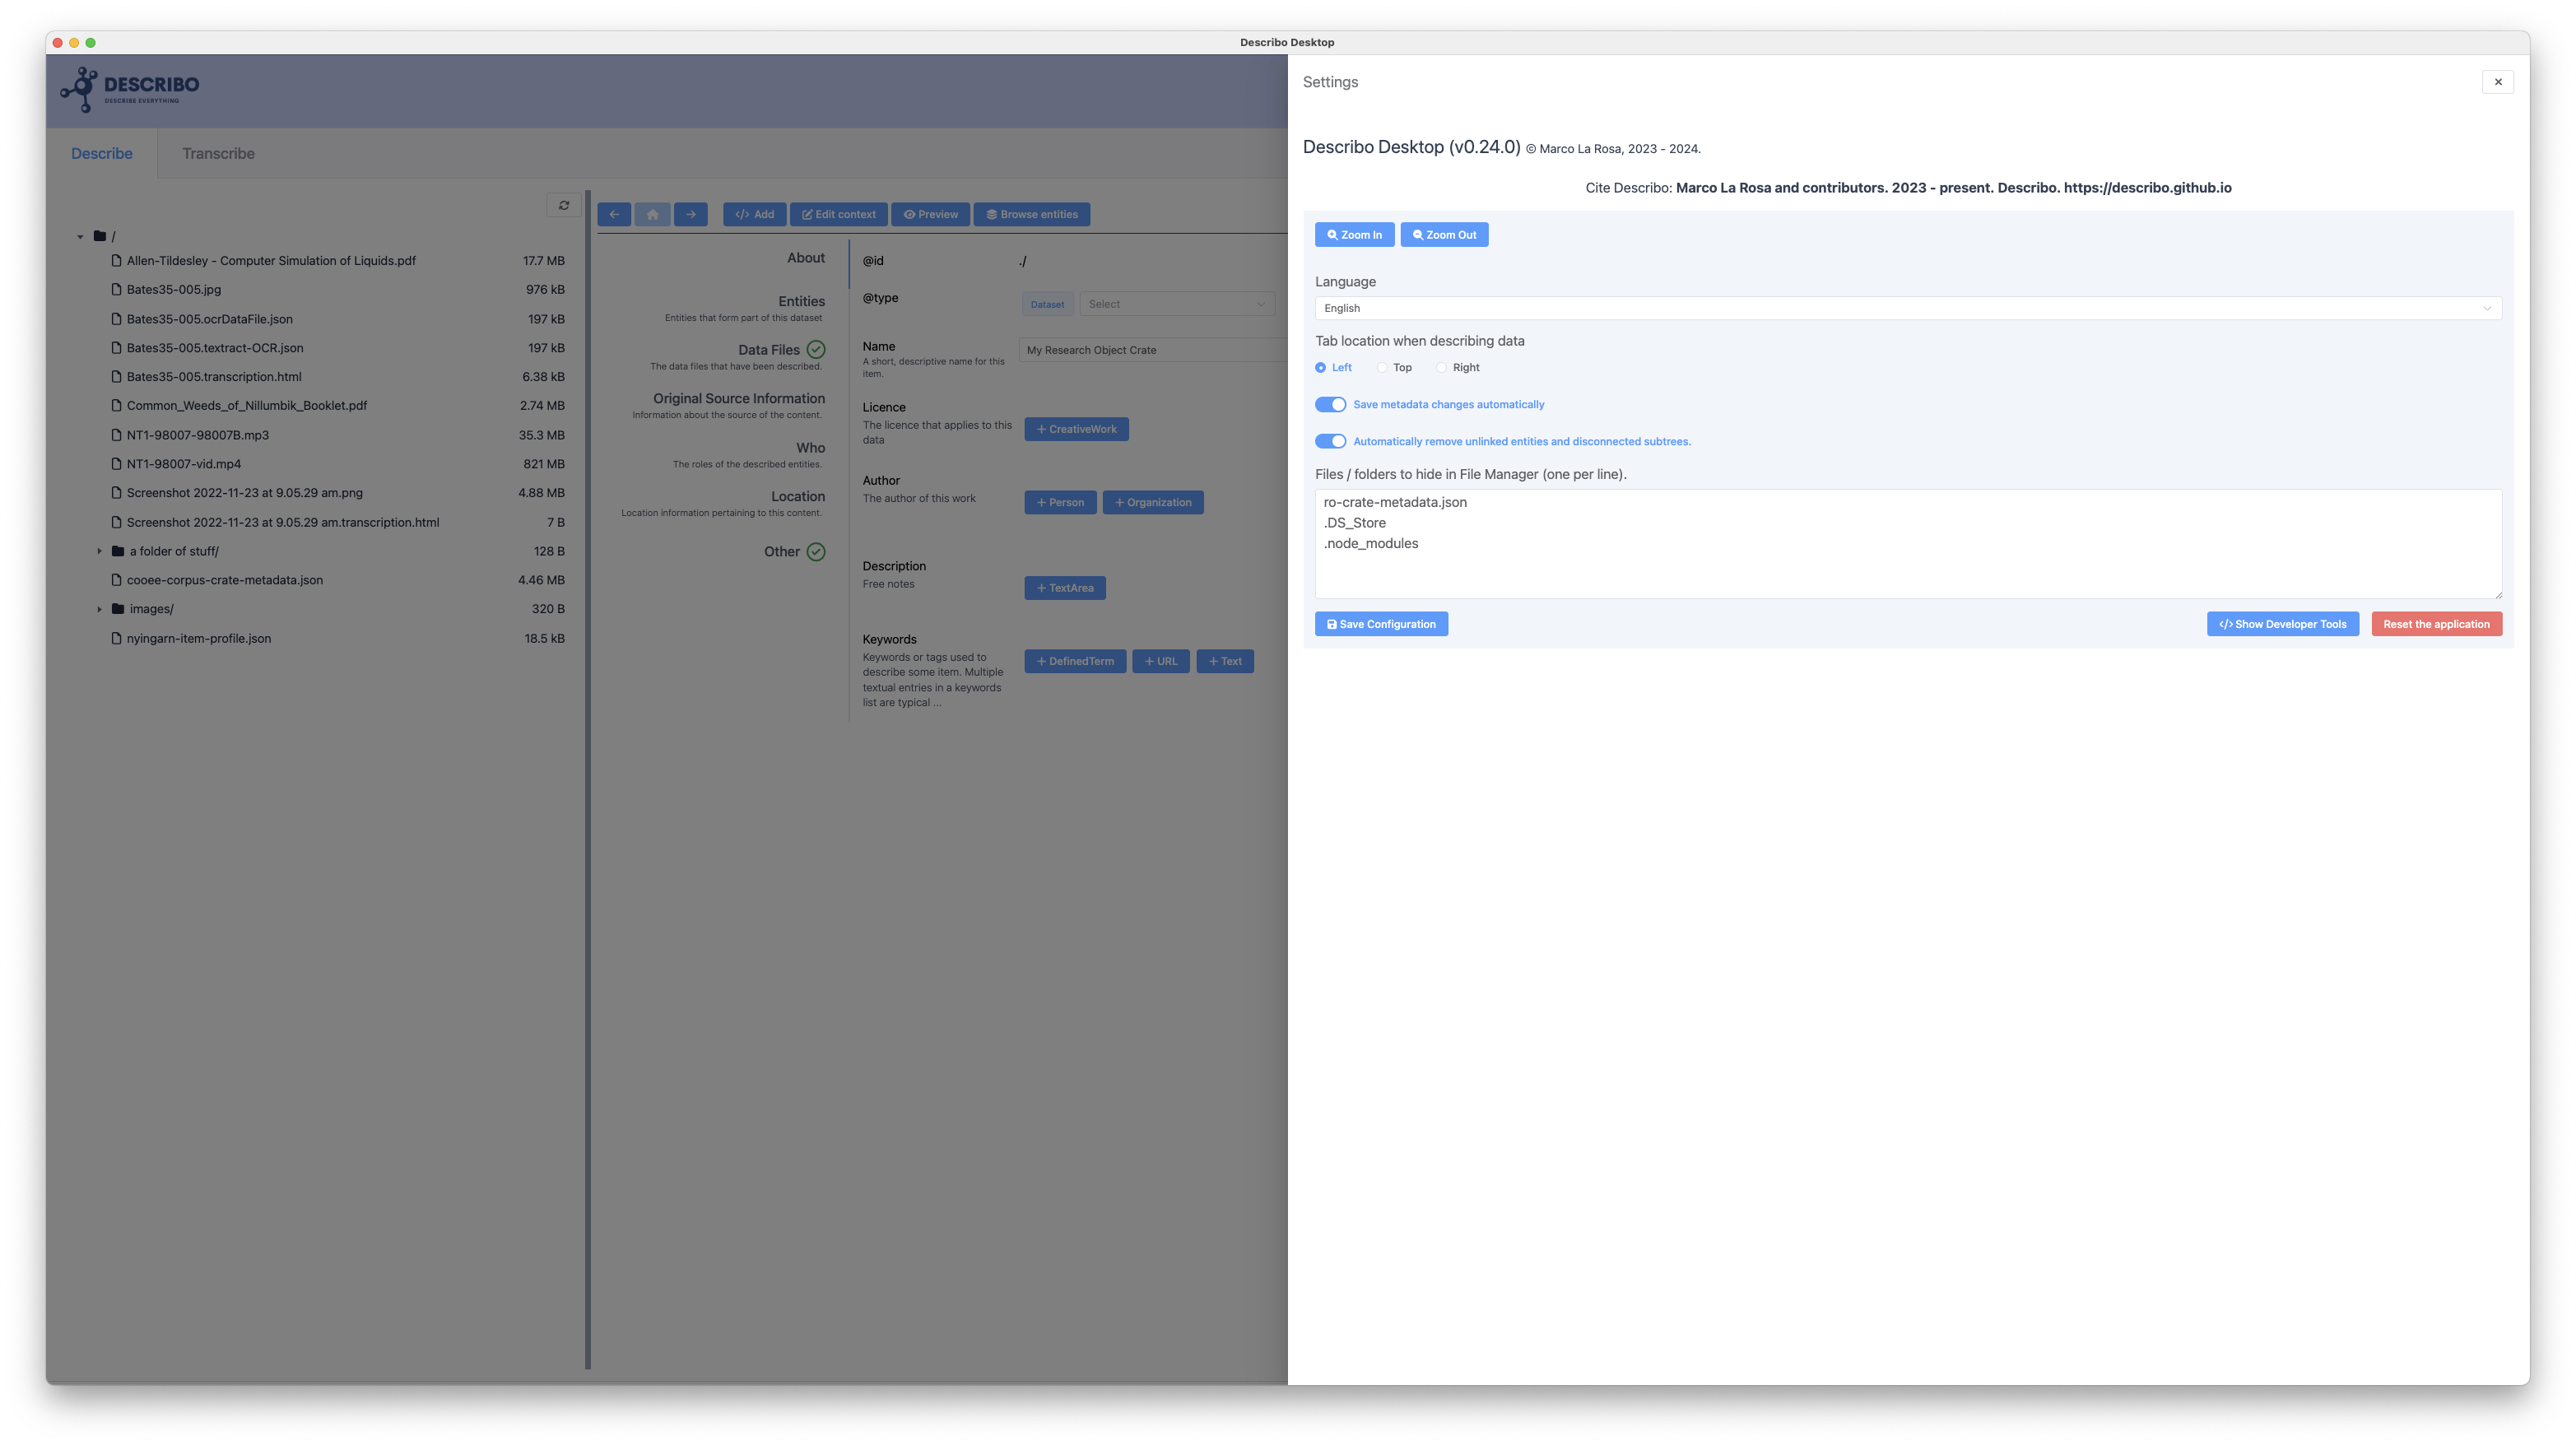 Describo Desktop
DESCRIBO
DESCRIBE EVERYTHING
Describe
Transcribe
/
Allen-Tildesley - Computer Simulation of Liquids.pdf 17.7 MB
Bates35-005.jpg 976 kB
Bates35-005.ocrDataFile.json 197 kB
Bates35-005.textract-OCR.json 197 kB
Bates35-005.transcription.html 6.38 kB
Common_Weeds_of_Nillumbik_Booklet.pdf 2.74 MB
NT1-98007-98007B.mp3 35.3 MB
NT1-98007-vid.mp4 821 MB
Screenshot 2022-11-23 at 9.05.29 am.png 4.88 MB
Screenshot 2022-11-23 at 9.05.29 am.transcription.html 7 B
a folder of stuff/ 128 B
cooee-corpus-crate-metadata.json 4.46 MB
images/ 320 B
nyingarn-item-profile.json 18.5 kB
</> Add
Edit context
Preview
Browse entities
About
Entities
Entities that form part of this dataset
Data Files
The data files that have been described.
Original Source Information
Information about the source of the content.
Who
The roles of the described entities.
Location
Location information pertaining to this content.
Other
@id ./
@type Dataset Select
Name
A short, descriptive name for this
item.
My Research Object Crate
Licence
The licence that applies to this
data
+ CreativeWork
Author
The author of this work
+ Person + Organization
Description
Free notes
+ TextArea
Keywords
Keywords or tags used to
describe some item. Multiple
textual entries in a keywords
list are typical ...
+ DefinedTerm + URL + Text
Settings
Describo Desktop (v0.24.0) © Marco La Rosa, 2023 - 2024.
Cite Describo: Marco La Rosa and contributors. 2023 - present. Describo. https://describo.github.io
Zoom In Zoom Out
Language
English
Tab location when describing data
Left Top Right
Save metadata changes automatically
Automatically remove unlinked entities and disconnected subtrees.
Files / folders to hide in File Manager (one per line).
ro-crate-metadata.json
.DS_Store
.node_modules
Save Configuration
</> Show Developer Tools
Reset the application